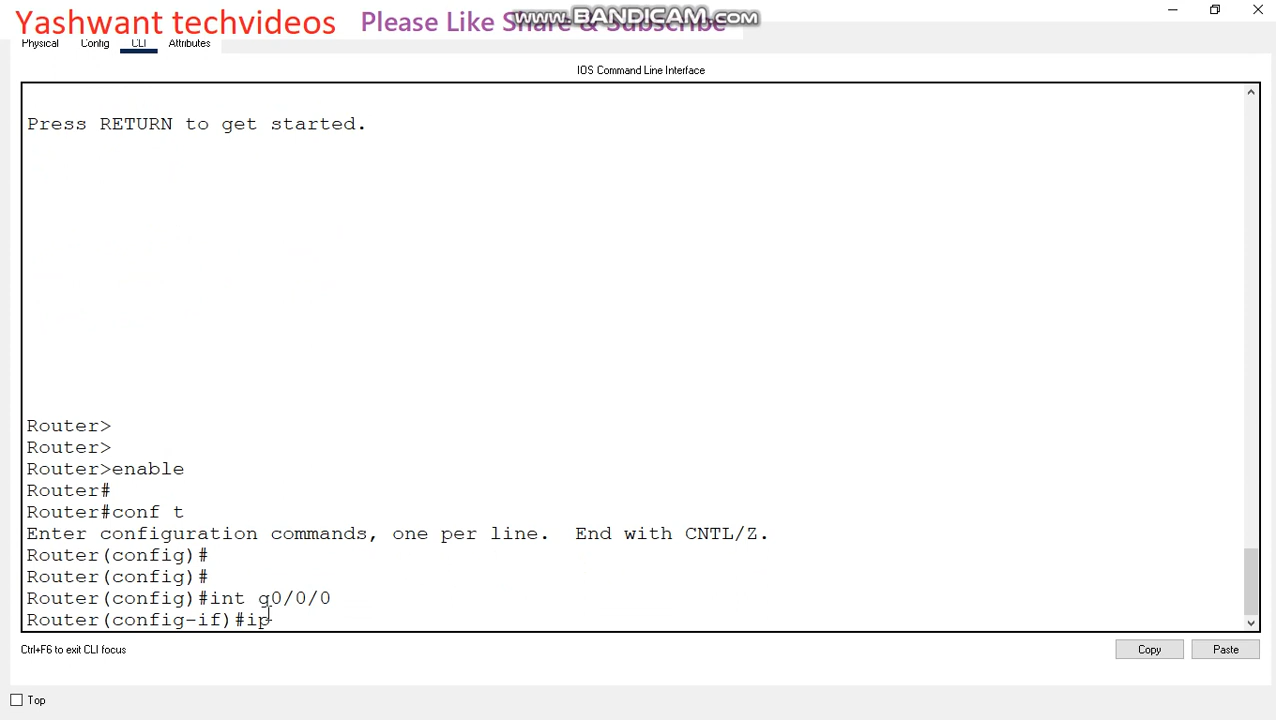 Yashwant techvideos Please Like Share & Subscribe
www.BANDICAM.com
Physical Config CLI Attributes
IOS Command Line Interface
Press RETURN to get started.
Router>
Router>
Router>enable
Router#
Router#conf t
Enter configuration commands, one per line.  End with CNTL/Z.
Router(config)#
Router(config)#
Router(config)#int g0/0/0
Router(config-if)#ip
Ctrl+F6 to exit CLI focus
Copy Paste
Top